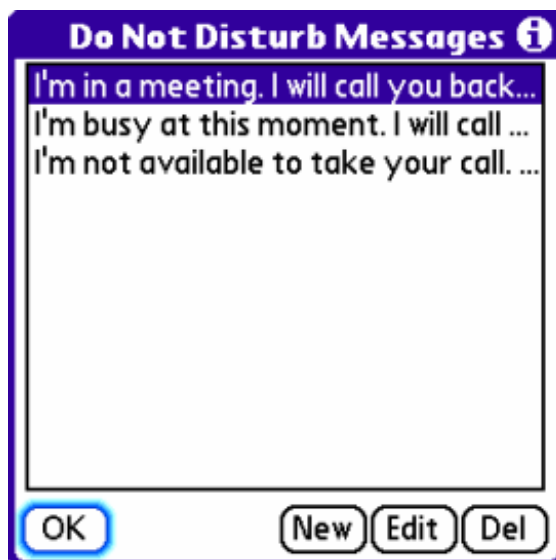 Do Not Disturb Messages i
I'm in a meeting. I will call you back...
I'm busy at this moment. I will call ...
I'm not available to take your call. ...
OK New Edit Del